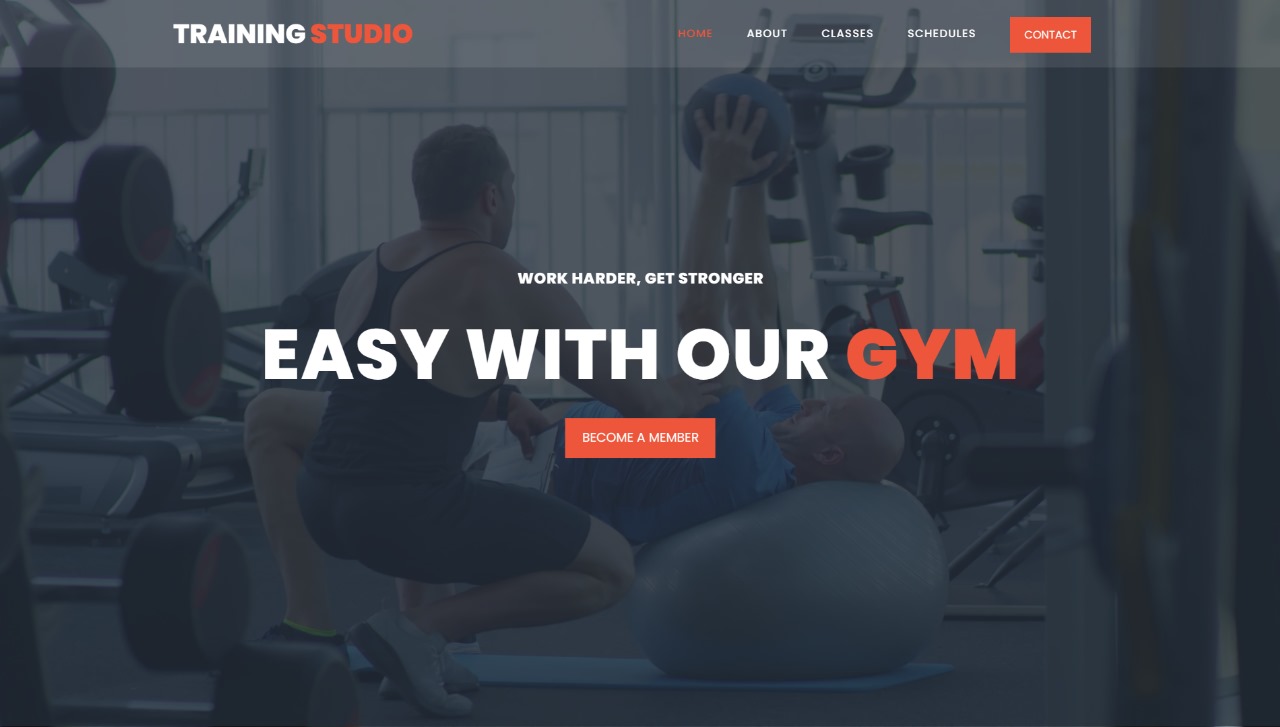 TRAINING STUDIO
HOME ABOUT CLASSES SCHEDULES CONTACT
WORK HARDER, GET STRONGER
EASY WITH OUR GYM
BECOME A MEMBER